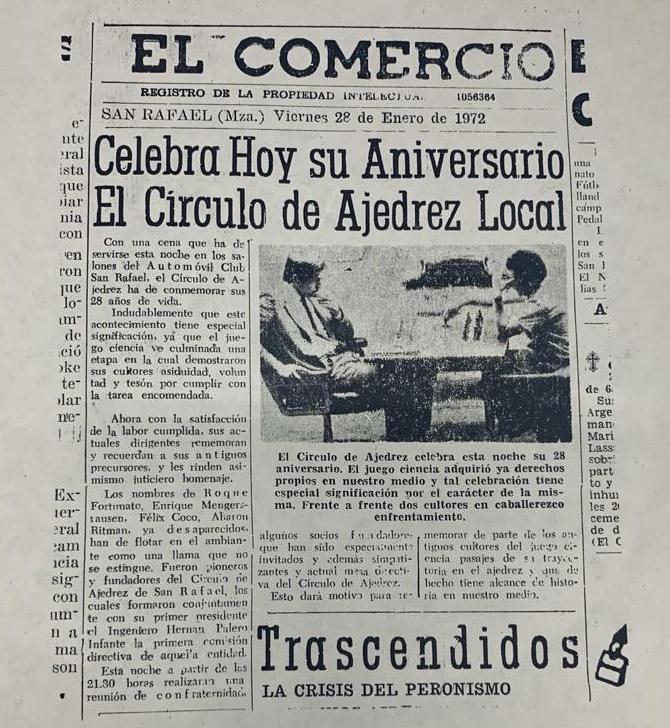 EL COMERCIO
REGISTRO DE LA PROPIEDAD INTELECTUAL 1056364
SAN RAFAEL (Mza.) Viernes 28 de Enero de 1972
Celebra Hoy su Aniversario
El Círculo de Ajedrez Local
Con una cena que ha de
servirse esta noche en los sa-
lones del Automóvil Club
San Rafael, el Círculo de A-
jedrez ha de conmemorar sus
28 años de vida.
Indudablemente que este
acontecimiento tiene especial
significación, ya que el jue-
go ciencia ve culminada una
etapa en la cual demostraron
sus cultores asiduidad, volun
tad y tesón por cumplir con
la tarea encomendada.
Ahora con la satisfacción
de la labor cumplida, sus ac-
tuales dirigentes rememoran
y recuerdan a sus antiguos
precursores, y les rinden asi-
mismo juticiero homenaje.
Los nombres de Roque
Fortunato, Enrique Mengers-
hausen, Félix Coco, Aharon
Ritman, ya desaparecidos,
han de flotar en el ambian-
te como una llama que no
se extingue. Fueron pioneros
y fundadores del Círculo de
Ajedrez de San Rafael, los
cuales formaron conjuntamen
te con su primer presidente
el Ingeniero Hernan
Infante la primera comisión
directiva de aquella entidad.
Esta noche a partir de las
21.30 horas realizarán una
reunión de confraternidad
El Círculo de Ajedrez celebra esta noche su 28
aniversario. El juego ciencia adquirió ya derechos
propios en nuestro medio y tal celebración tiene
especial significación por el carácter de la mis-
ma. Frente a frente dos cultores en caballerezco
enfrentamiento.
algunos socios fundadores
que han sido especialmente
invitados y además simpati-
zantes y actual mesa directi-
va del Círculo de Ajedrez.
Esto dará motivo para re-
memorar de parte de los an-
tiguos cultores del juego ci-
encia pasajes de su trayec-
toria en el ajedrez y que de
hecho tiene alcance de histo-
ria en nuestro medio.
Trascendidos
LA CRISIS DEL PERONISMO